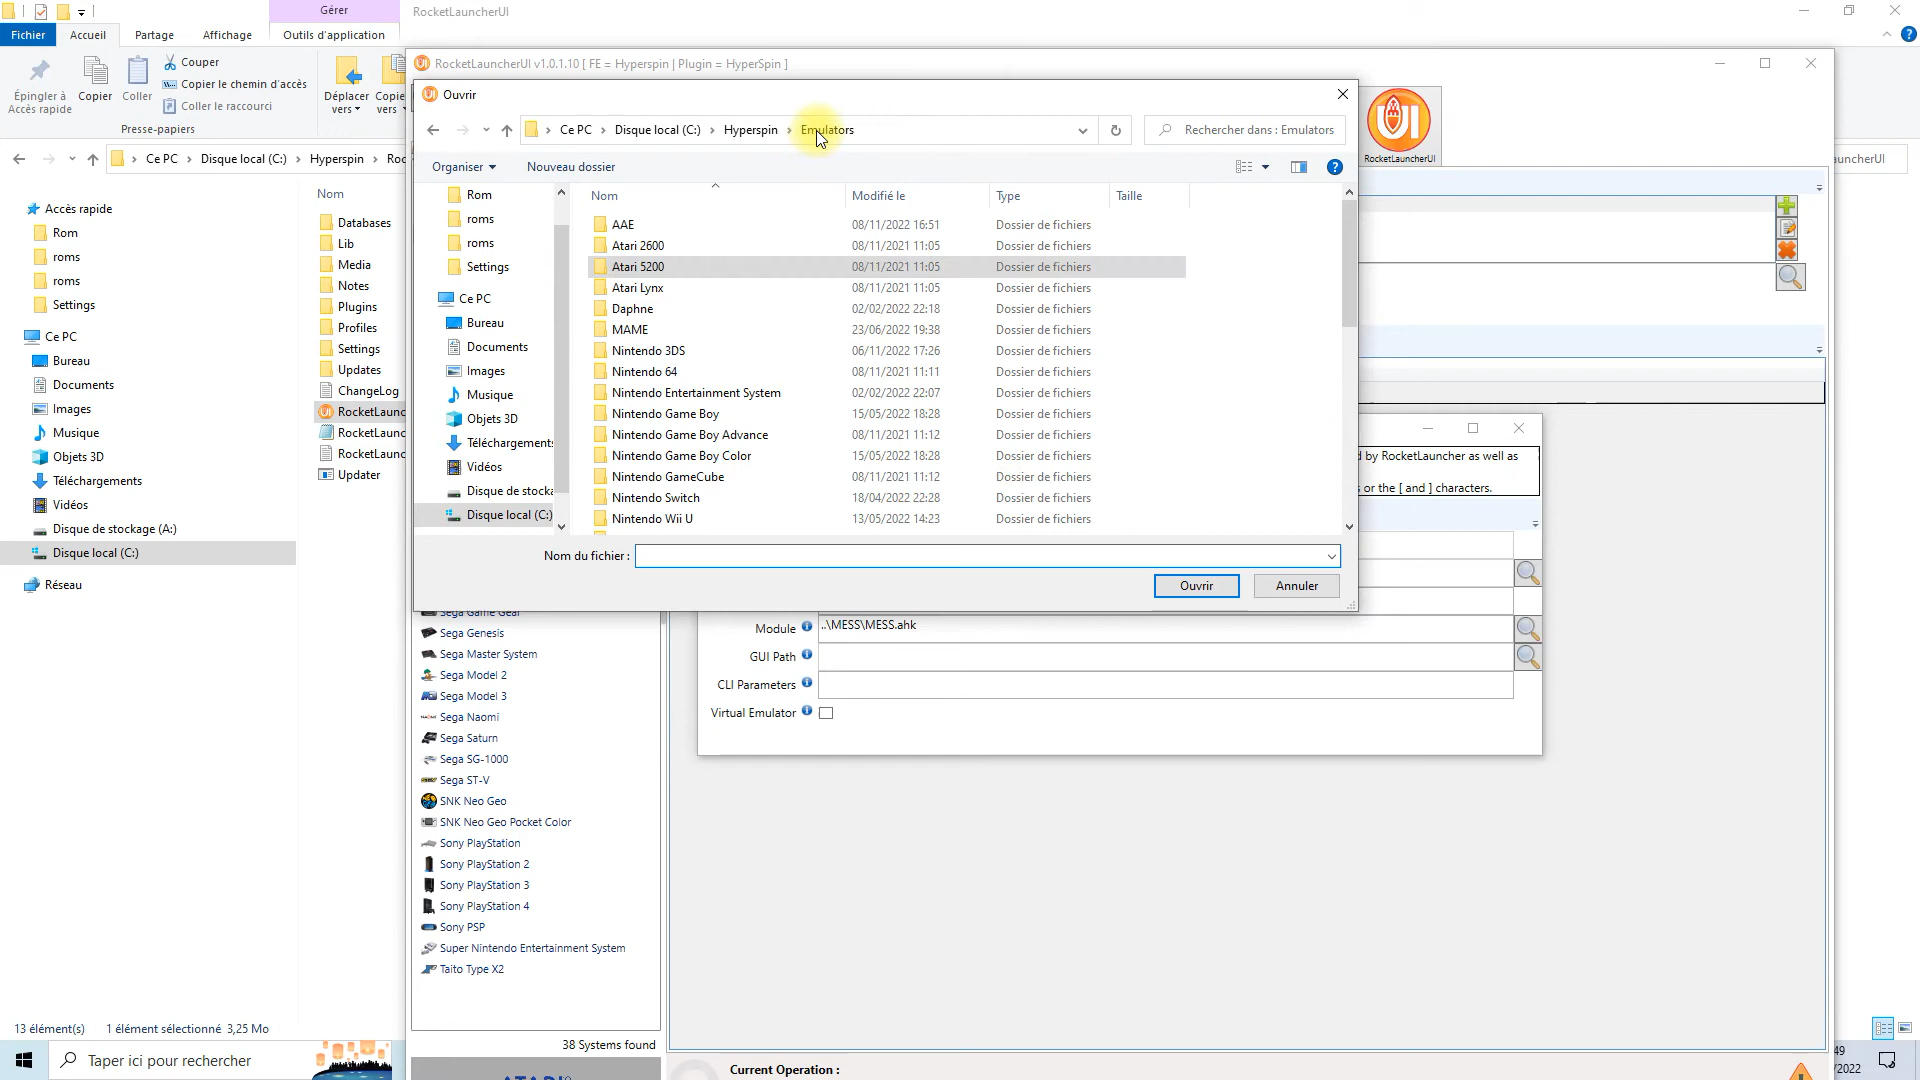 Gérer
RocketLauncherUI
Fichier
Accueil
Partage
Affichage
Outils d'application
Épingler à
Accès rapide
Copier
Coller
Couper
Copier le chemin d'accès
Coller le raccourci
Presse-papiers
Déplacer
vers
Copie
vers
Ce PC
Disque local (C:)
Hyperspin
Roc
uncherUI
Nom
Accès rapide
Rom
roms
roms
Settings
Ce PC
Bureau
Documents
Images
Musique
Objets 3D
Téléchargements
Vidéos
Disque de stockage (A:)
Disque local (C:)
Réseau
Databases
Lib
Media
Notes
Plugins
Profiles
Settings
Updates
ChangeLog
RocketLaunc
RocketLaunc
RocketLaunc
Updater
13 élément(s)
1 élément sélectionné 3,25 Mo
Taper ici pour rechercher
RocketLauncherUI v1.0.1.10 [ FE = Hyperspin | Plugin = HyperSpin ]
UI
RocketLauncherUI
Ouvrir
Ce PC
Disque local (C:)
Hyperspin
Emulators
Rechercher dans : Emulators
Organiser
Nouveau dossier
Rom
roms
roms
Settings
Ce PC
Bureau
Documents
Images
Musique
Objets 3D
Téléchargements
Vidéos
Disque de stocka
Disque local (C:)
Nom Modifié le Type Taille
AAE 08/11/2022 16:51 Dossier de fichiers
Atari 2600 08/11/2021 11:05 Dossier de fichiers
Atari 5200 08/11/2021 11:05 Dossier de fichiers
Atari Lynx 08/11/2021 11:05 Dossier de fichiers
Daphne 02/02/2022 22:18 Dossier de fichiers
MAME 23/06/2022 19:38 Dossier de fichiers
Nintendo 3DS 06/11/2022 17:26 Dossier de fichiers
Nintendo 64 08/11/2021 11:11 Dossier de fichiers
Nintendo Entertainment System 02/02/2022 22:07 Dossier de fichiers
Nintendo Game Boy 15/05/2022 18:28 Dossier de fichiers
Nintendo Game Boy Advance 08/11/2021 11:12 Dossier de fichiers
Nintendo Game Boy Color 15/05/2022 18:28 Dossier de fichiers
Nintendo GameCube 08/11/2021 11:12 Dossier de fichiers
Nintendo Switch 18/04/2022 22:28 Dossier de fichiers
Nintendo Wii U 13/05/2022 14:23 Dossier de fichiers
Nom du fichier :
Ouvrir
Annuler
d by RocketLauncher as well as
s or the [ and ] characters.
Module
..\MESS\MESS.ahk
GUI Path
CLI Parameters
Virtual Emulator
Sega Game Gear
Sega Genesis
Sega Master System
Sega Model 2
Sega Model 3
Sega Naomi
Sega Saturn
Sega SG-1000
Sega ST-V
SNK Neo Geo
SNK Neo Geo Pocket Color
Sony PlayStation
Sony PlayStation 2
Sony PlayStation 3
Sony PlayStation 4
Sony PSP
Super Nintendo Entertainment System
Taito Type X2
38 Systems found
Current Operation :
49
/2022